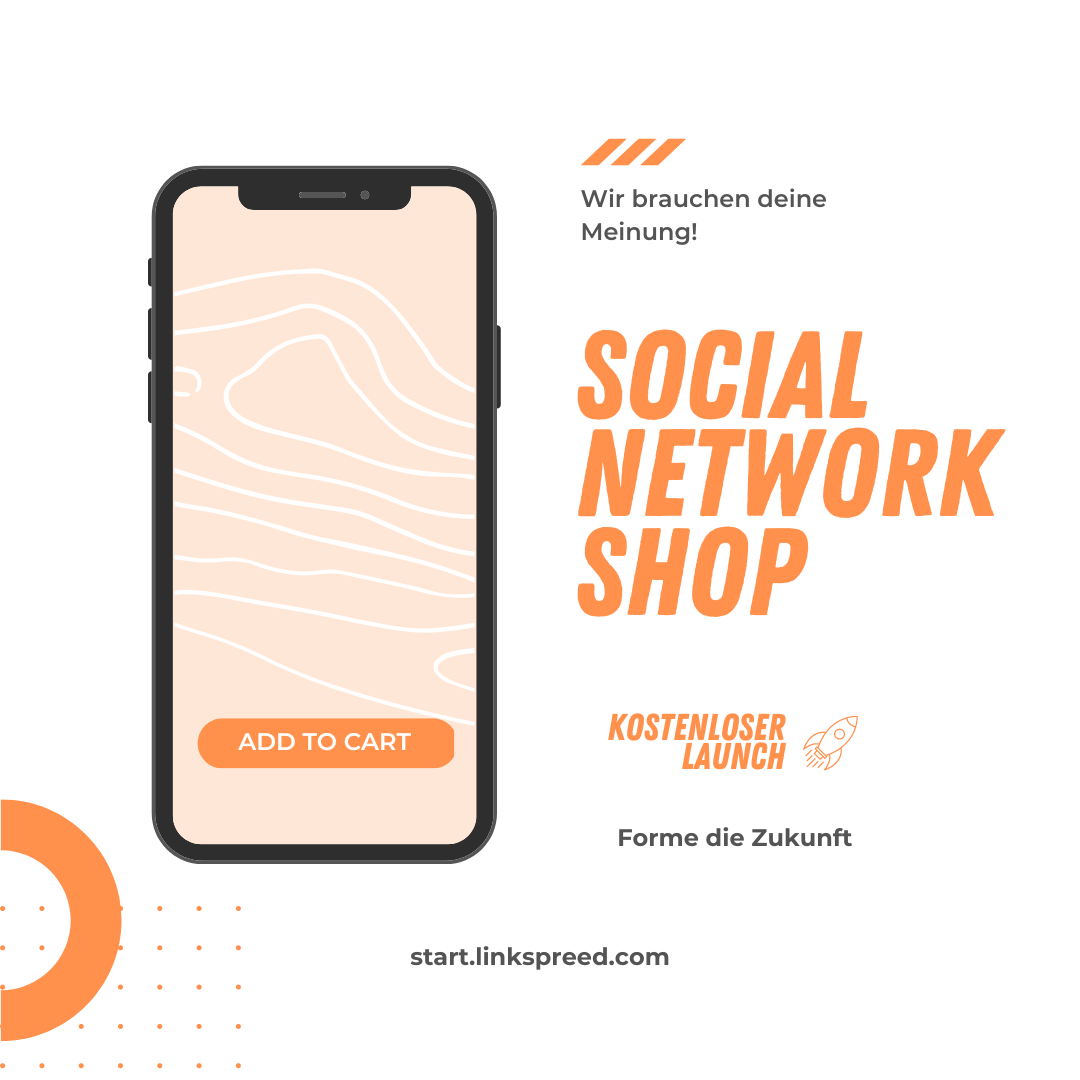 Wir brauchen deine
Meinung!
SOCIAL
NETWORK
SHOP
ADD TO CART
KOSTENLOSER
LAUNCH
Forme die Zukunft
start.linkspreed.com